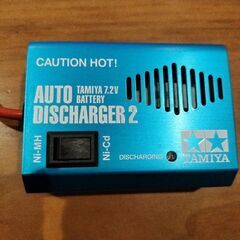 CAUTION HOT!
AUTO TAMIYA 7.2V BATTERY
DISCHARGER 2
Ni-MH
Ni-Cd
DISCHARGING
TAMIYA